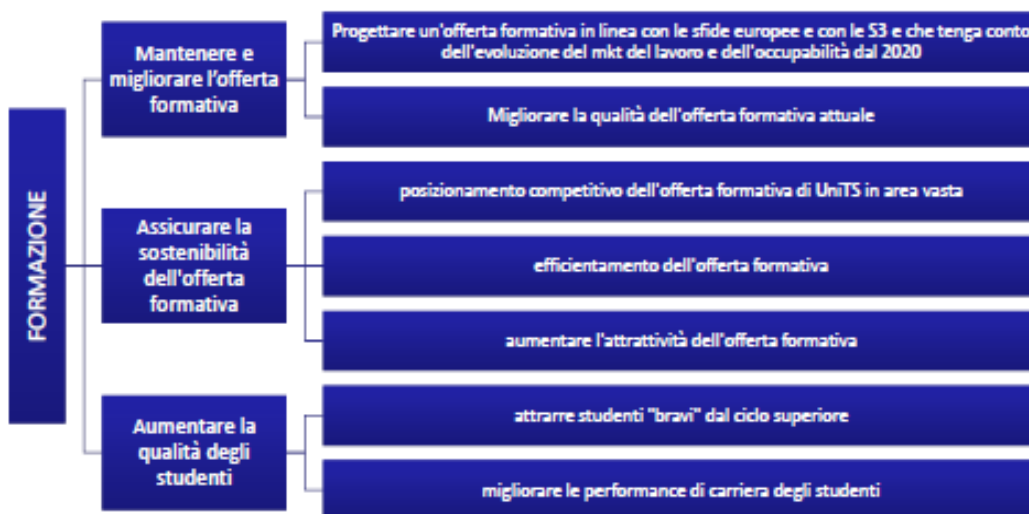 FORMAZIONE
Mantenere e
migliorare l'offerta
formativa
Progettare un'offerta formativa in linea con le sfide europee e con le S3 e che tenga conto
dell'evoluzione del mkt del lavoro e dell'occupabilità dal 2020
Migliorare la qualità dell'offerta formativa attuale
Assicurare la
sostenibilità
dell'offerta
formativa
posizionamento competitivo dell'offerta formativa di UniTS in area vasta
efficientamento dell'offerta formativa
aumentare l'attrattività dell'offerta formativa
Aumentare la
qualità degli
studenti
attrarre studenti "bravi" dal ciclo superiore
migliorare le performance di carriera degli studenti